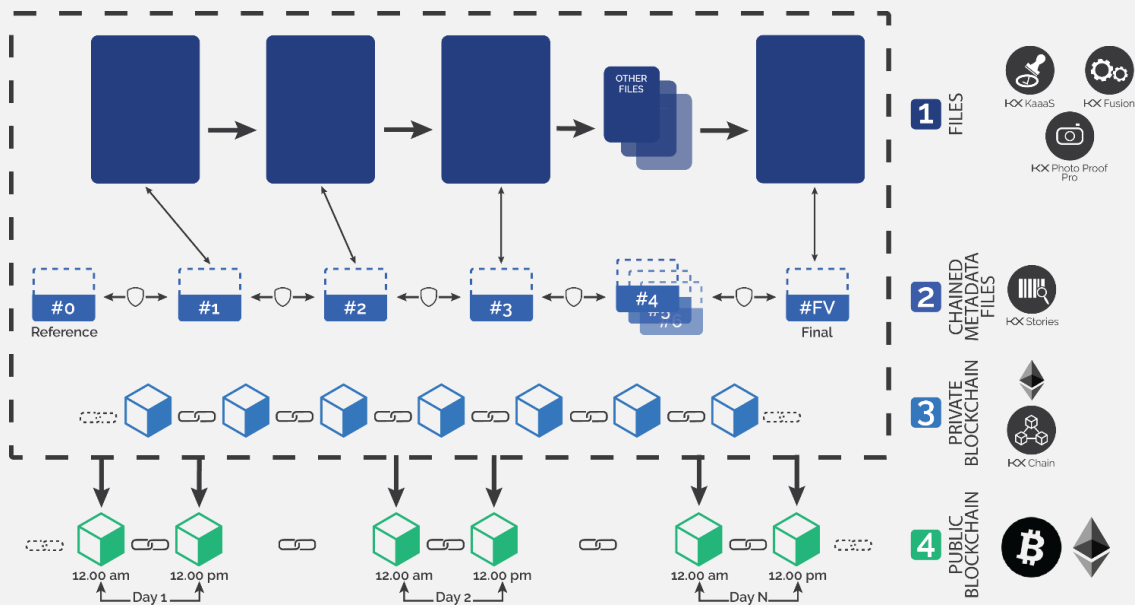 OTHER
FILES
1
FILES
KX KaaaS
KX Fusion
KX Photo Proof
Pro
#0
#1
#2
#3
#4
#5
#6
#FV
Reference
Final
2
CHAINED
METADATA
FILES
KX Stories
3
PRIVATE
BLOCKCHAIN
KX Chain
4
PUBLIC
BLOCKCHAIN
12.00 am
12.00 pm
12.00 am
12.00 pm
12.00 am
12.00 pm
Day 1
Day 2
Day N